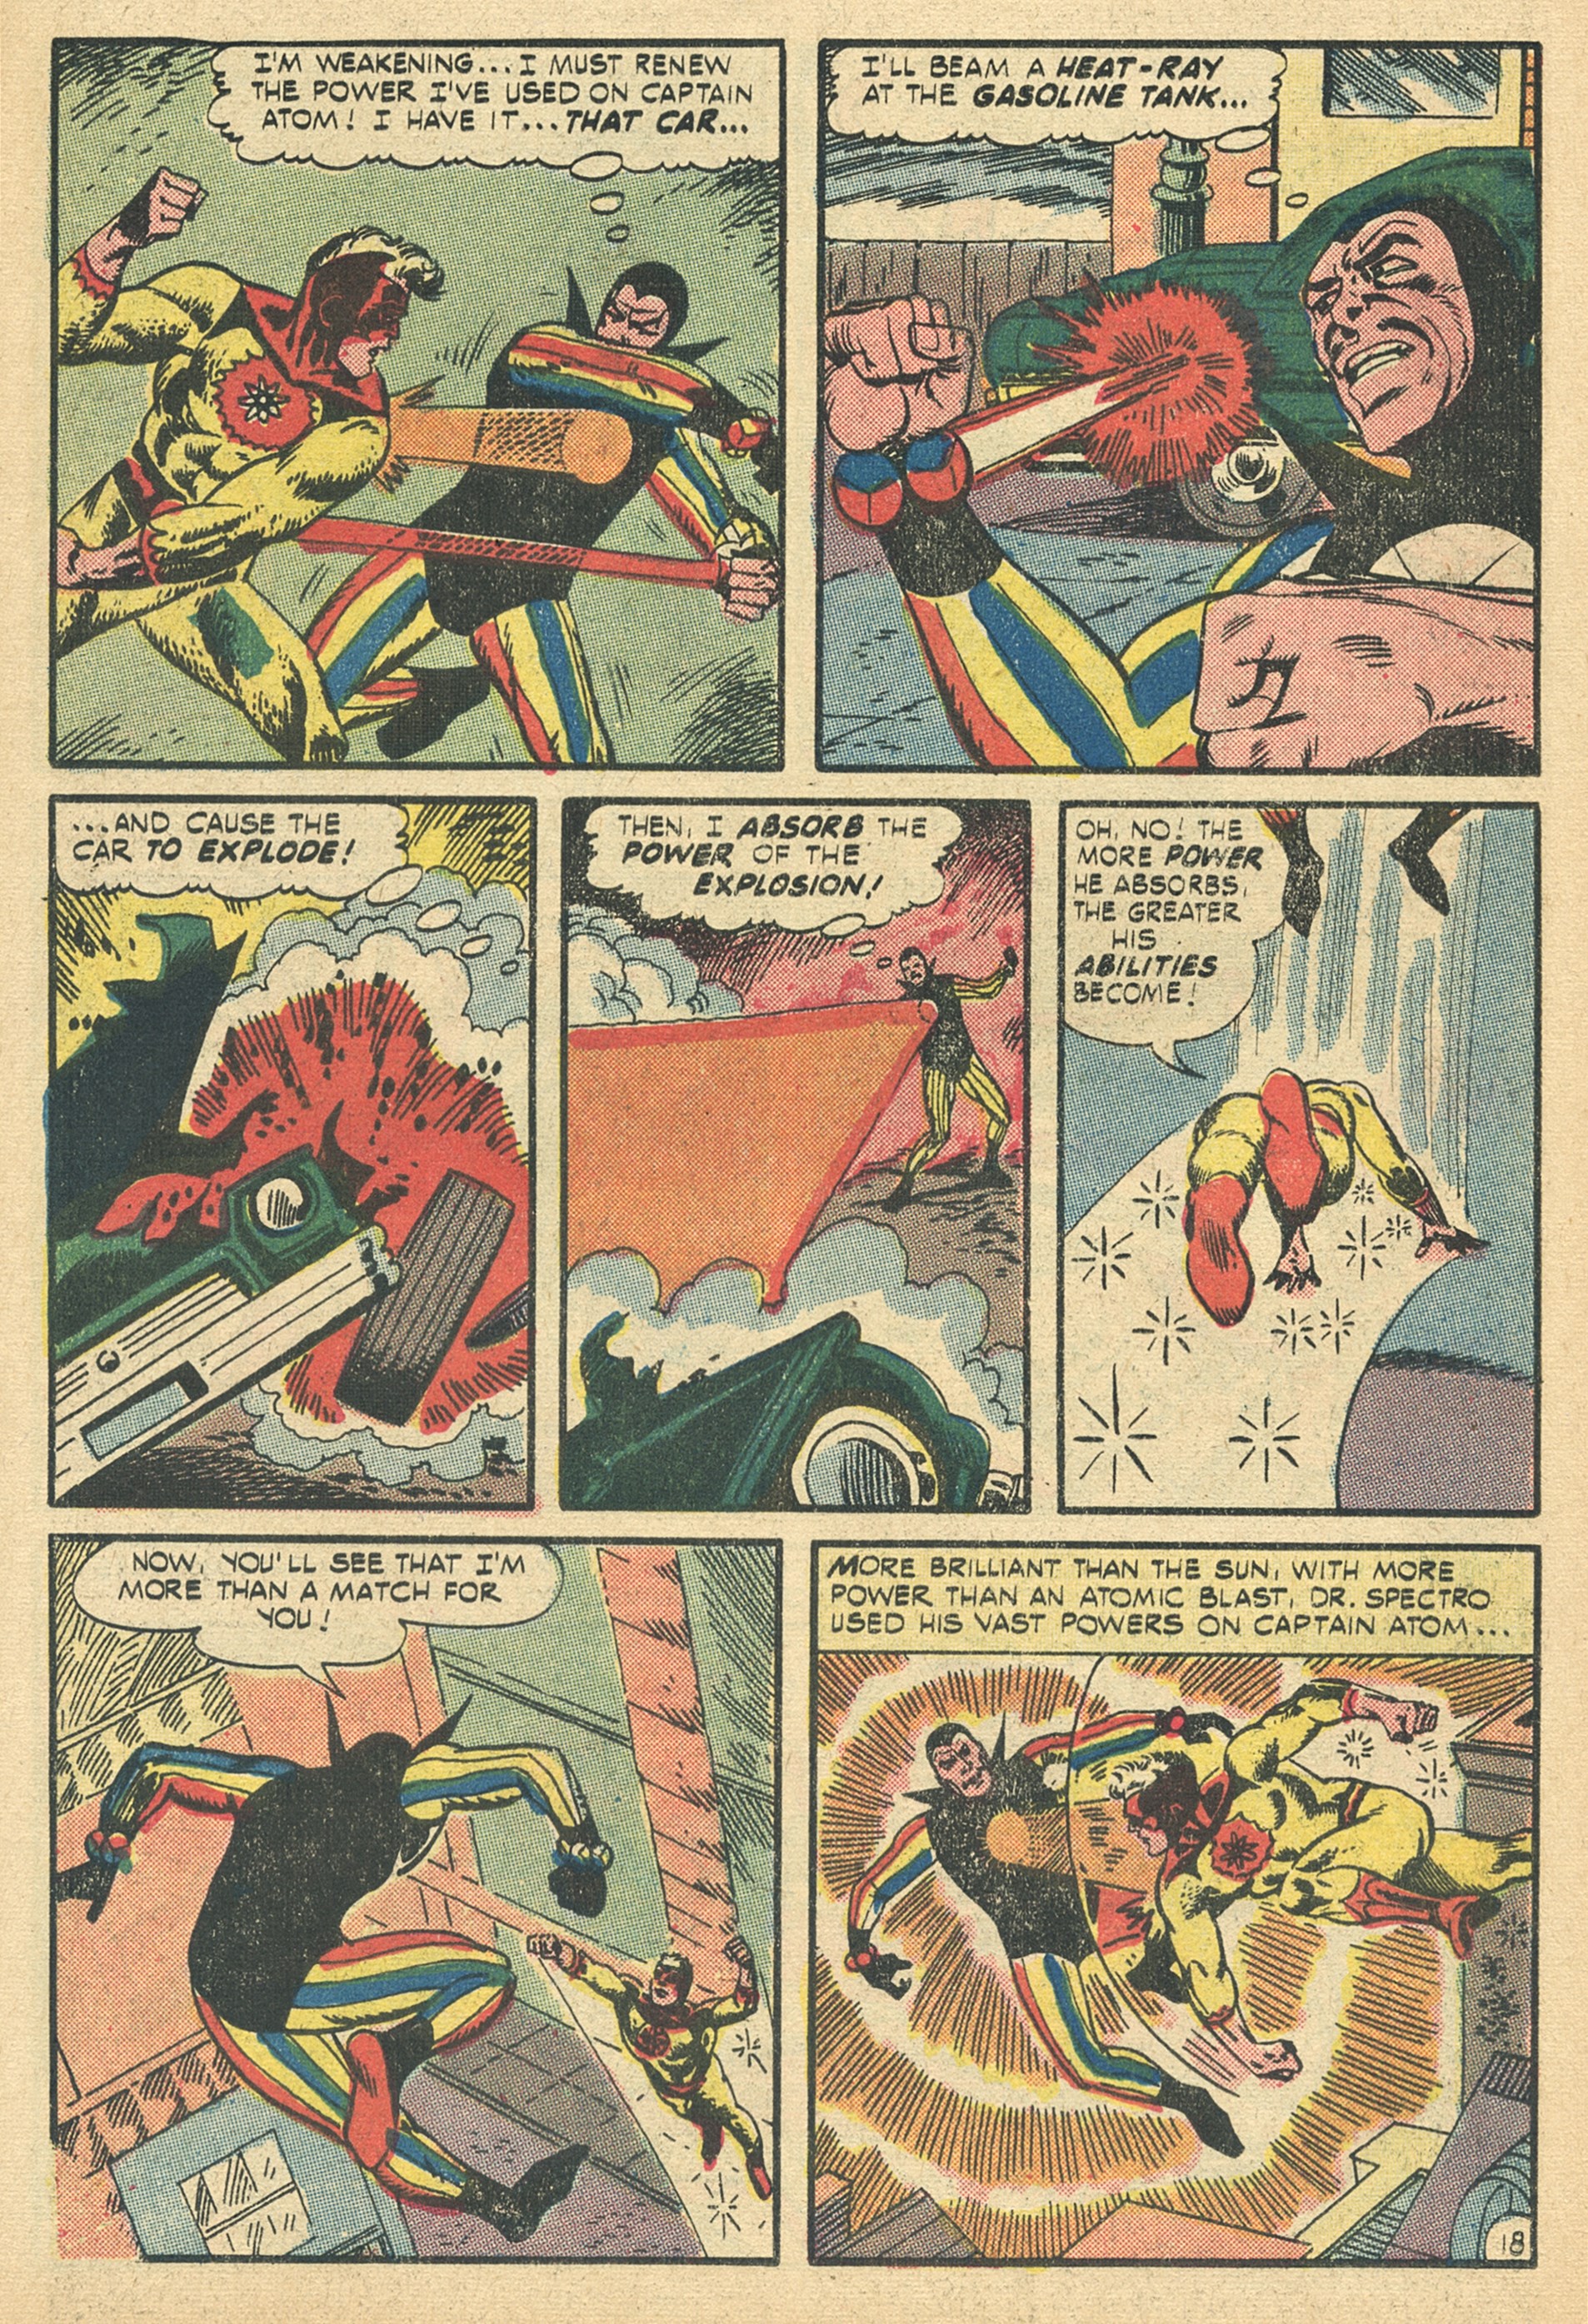 I'M WEAKENING...I MUST RENEW
THE POWER I'VE USED ON CAPTAIN
ATOM! I HAVE IT...THAT CAR...
I'LL BEAM A HEAT-RAY
AT THE GASOLINE TANK...
...AND CAUSE THE
CAR TO EXPLODE!
THEN, I ABSORB THE
POWER OF THE
EXPLOSION!
OH, NO! THE
MORE POWER
HE ABSORBS,
THE GREATER
HIS
ABILITIES
BECOME!
NOW, YOU'LL SEE THAT I'M
MORE THAN A MATCH FOR
YOU!
MORE BRILLIANT THAN THE SUN, WITH MORE
POWER THAN AN ATOMIC BLAST, DR. SPECTRO
USED HIS VAST POWERS ON CAPTAIN ATOM...
18